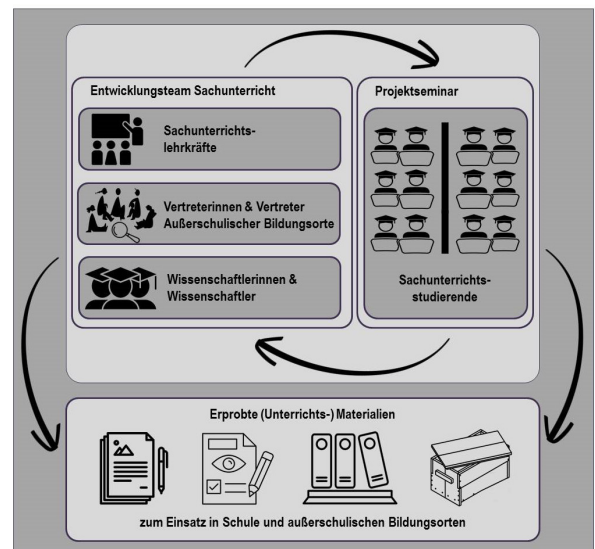 Entwicklungsteam Sachunterricht
Sachunterrichts-
lehrkräfte
Vertreterinnen & Vertreter
Außerschulischer Bildungsorte
Wissenschaftlerinnen &
Wissenschaftler
Projektseminar
Sachunterrichts-
studierende
Erprobte (Unterrichts-) Materialien
zum Einsatz in Schule und außerschulischen Bildungsorten